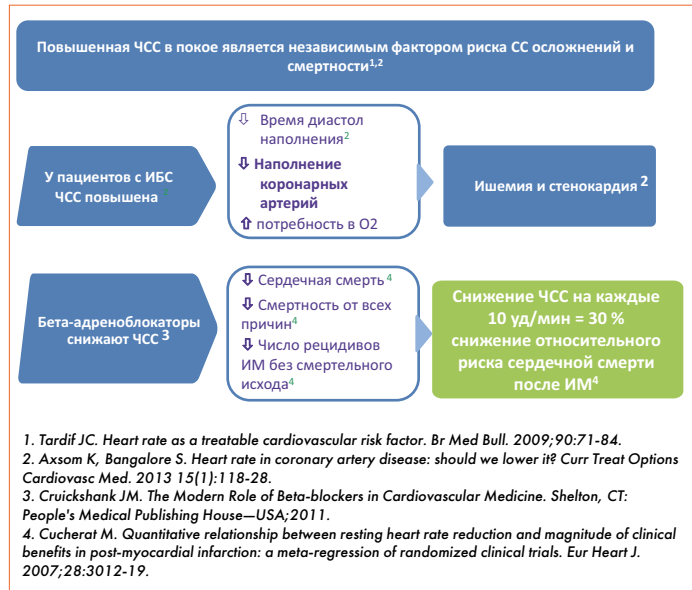 Повышенная ЧСС в покое является независимым фактором риска СС осложнений и
смертности1,2
У пациентов с ИБС
ЧСС повышена
⇩ Время диастол
наполнения2
⇩ Наполнение
коронарных
артерий
⇧ потребность в О2
Ишемия и стенокардия 2
Бета-адреноблокаторы
снижают ЧСС 3
⇩ Сердечная смерть 4
⇩ Смертность от всех
причин4
⇩ Число рецидивов
ИМ без смертельного
исхода4
Снижение ЧСС на каждые
10 уд/мин = 30 %
снижение относительного
риска сердечной смерти
после ИМ4
1. Tardif JC. Heart rate as a treatable cardiovascular risk factor. Br Med Bull. 2009;90:71-84.
2. Axsom K, Bangalore S. Heart rate in coronary artery disease: should we lower it? Curr Treat Options
Cardiovasc Med. 2013 15(1):118-28.
3. Cruickshank JM. The Modern Role of Beta-blockers in Cardiovascular Medicine. Shelton, CT:
People's Medical Publishing House—USA;2011.
4. Cucherat M. Quantitative relationship between resting heart rate reduction and magnitude of clinical
benefits in post-myocardial infarction: a meta-regression of randomized clinical trials. Eur Heart J.
2007;28:3012-19.